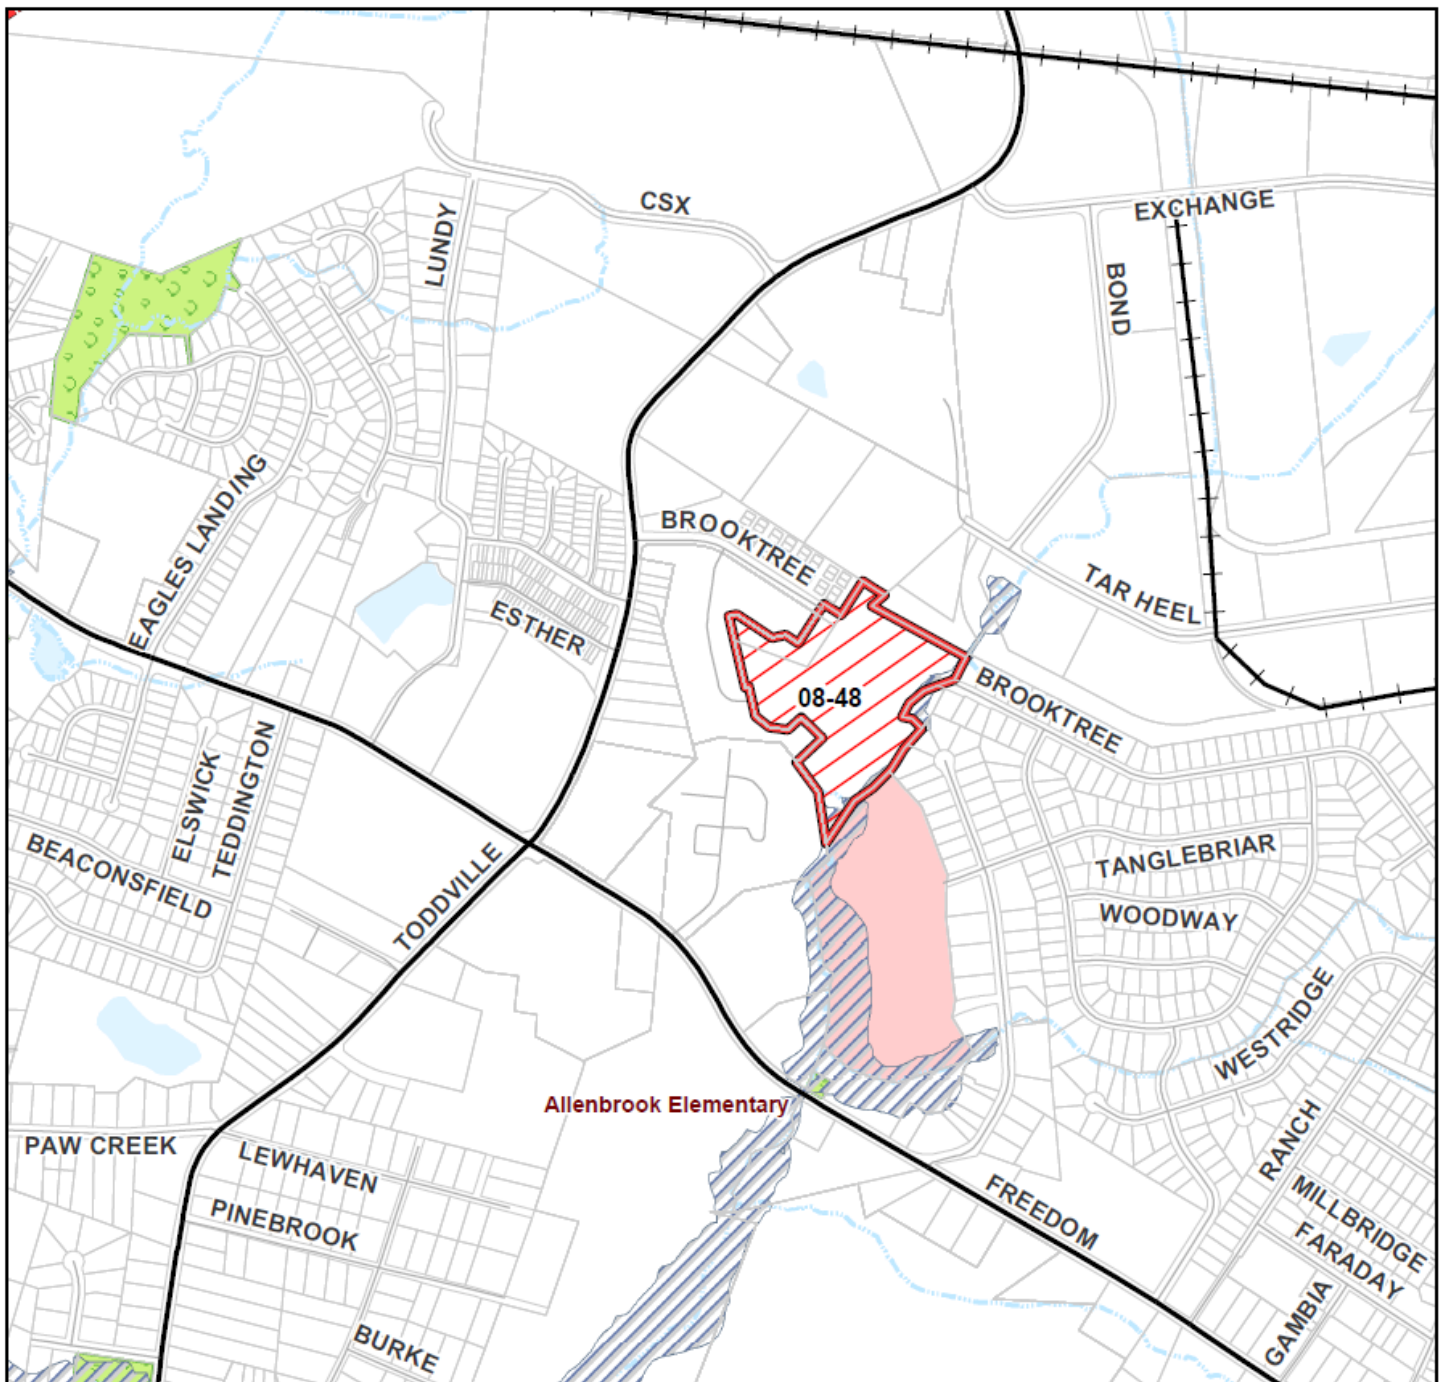 CSX
EXCHANGE
LUNDY
BOND
EAGLES LANDING
BROOKTREE
TAR HEEL
ESTHER
08-48
BROOKTREE
ELSWICK
TEDDINGTON
BEACONSFIELD
TODDVILLE
TANGLEBRIAR
WOODWAY
WESTRIDGE
Allenbrook Elementary
PAW CREEK
LEWHAVEN
RANCH
PINEBROOK
FREEDOM
MILLBRIDGE
FARADAY
GAMBIA
BURKE